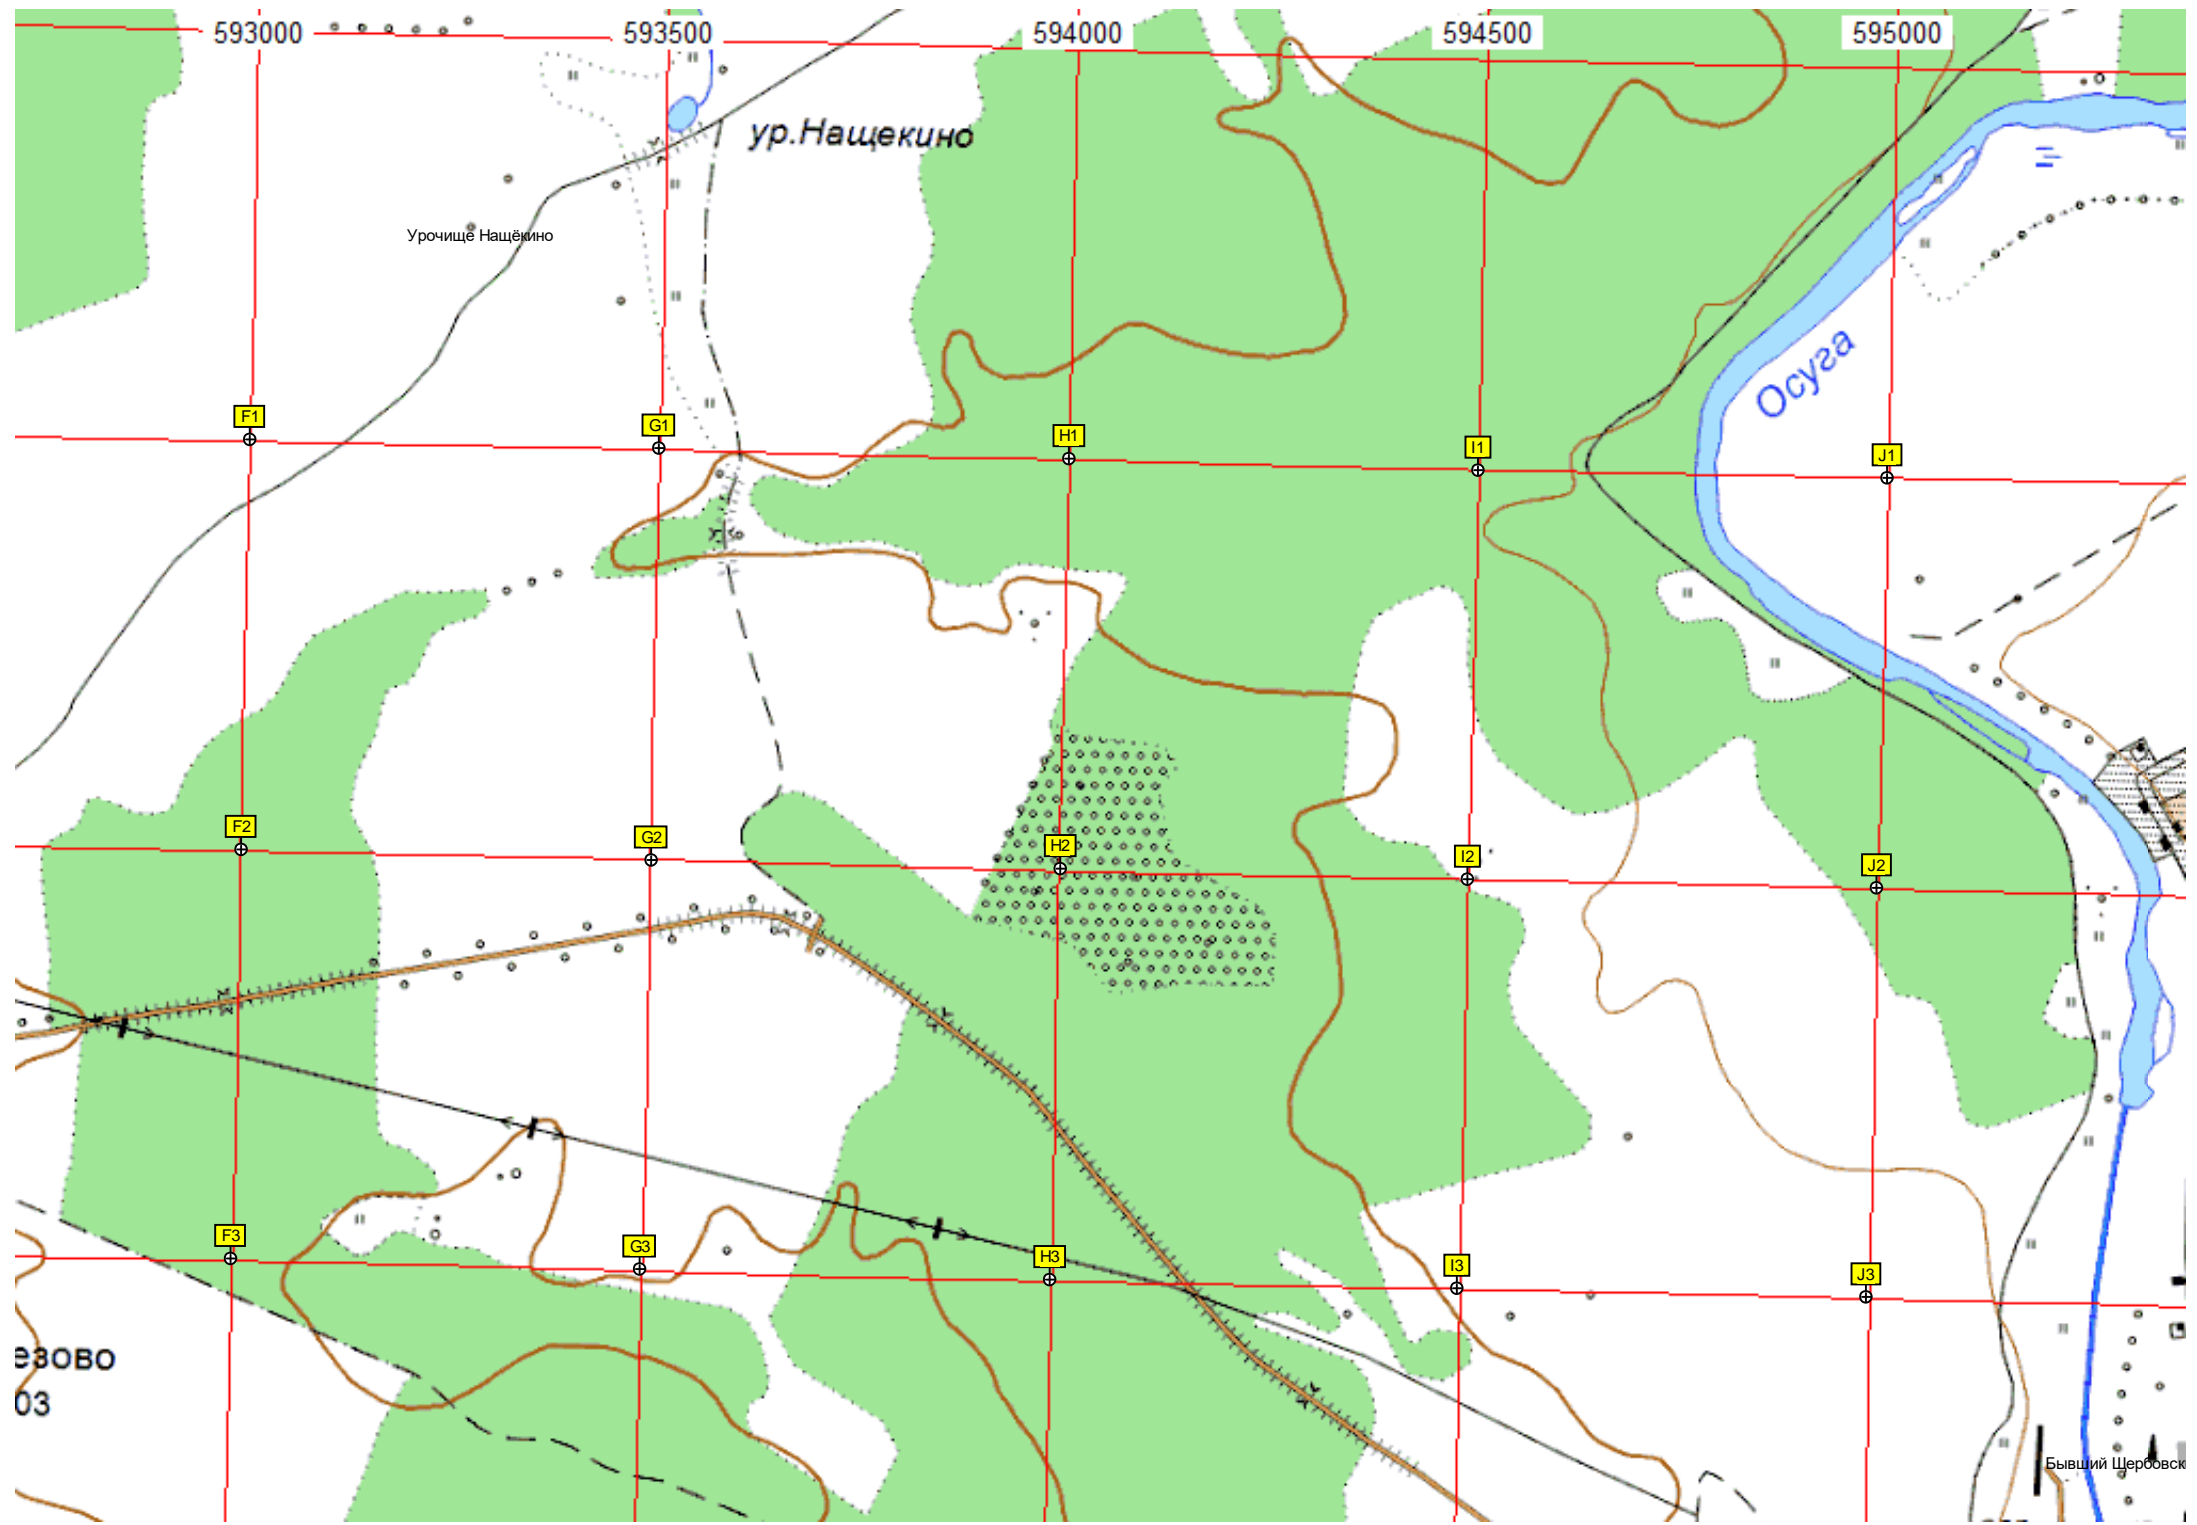 593000 593500 594000 594500 595000
ур.Нащекино
Урочище Нащёкино
Осуга
F1 G1 H1 I1 J1
F2 G2 H2 I2 J2
F3 G3 H3 I3 J3
езово
03
Бывший Щербовск